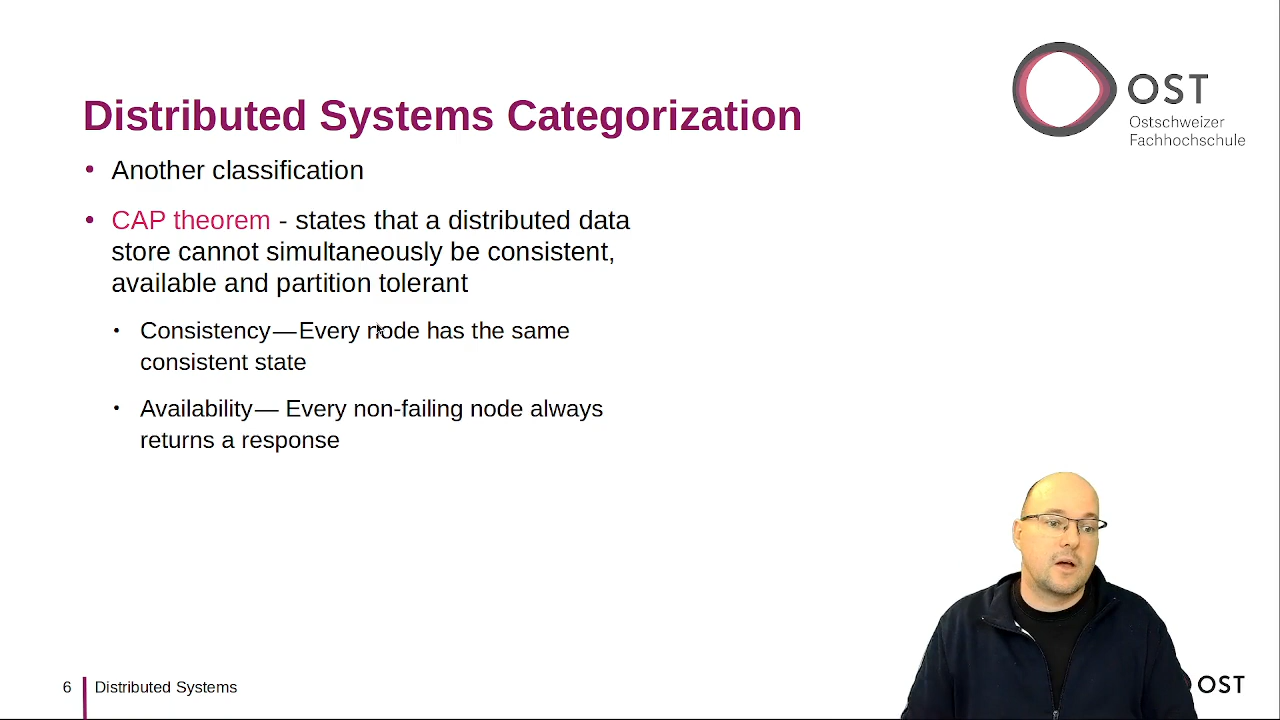 OST
Ostschweizer
Fachhochschule
Distributed Systems Categorization
• Another classification
• CAP theorem - states that a distributed data
store cannot simultaneously be consistent,
available and partition tolerant
• Consistency — Every node has the same
consistent state
• Availability — Every non-failing node always
returns a response
6
Distributed Systems
OST